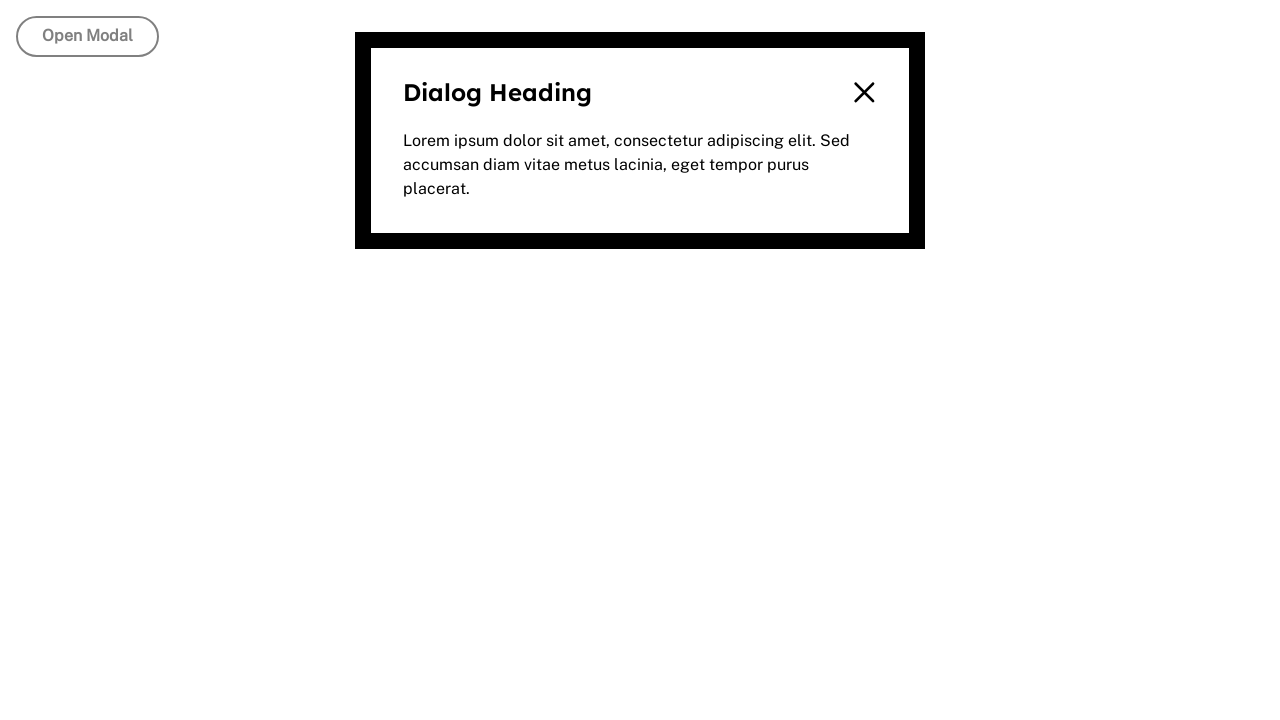 Open Modal
Dialog Heading
Lorem ipsum dolor sit amet, consectetur adipiscing elit. Sed
accumsan diam vitae metus lacinia, eget tempor purus
placerat.